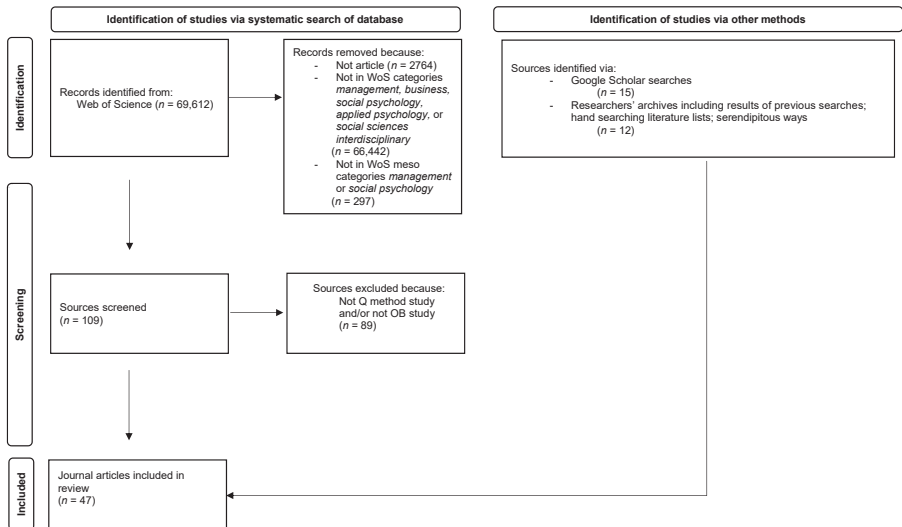 Identification of studies via systematic search of database
Identification of studies via other methods
Identification
Records identified from:
Web of Science (n = 69,612)
Records removed because:
- Not article (n = 2764)
- Not in WoS categories
management, business,
social psychology,
applied psychology, or
social sciences
interdisciplinary
(n = 66,442)
- Not in WoS meso
categories management
or social psychology
(n = 297)
Sources identified via:
- Google Scholar searches
(n = 15)
- Researchers' archives including results of previous searches;
hand searching literature lists; serendipitous ways
(n = 12)
Screening
Sources screened
(n = 109)
Sources excluded because:
Not Q method study
and/or not OB study
(n = 89)
Included
Journal articles included in
review
(n = 47)